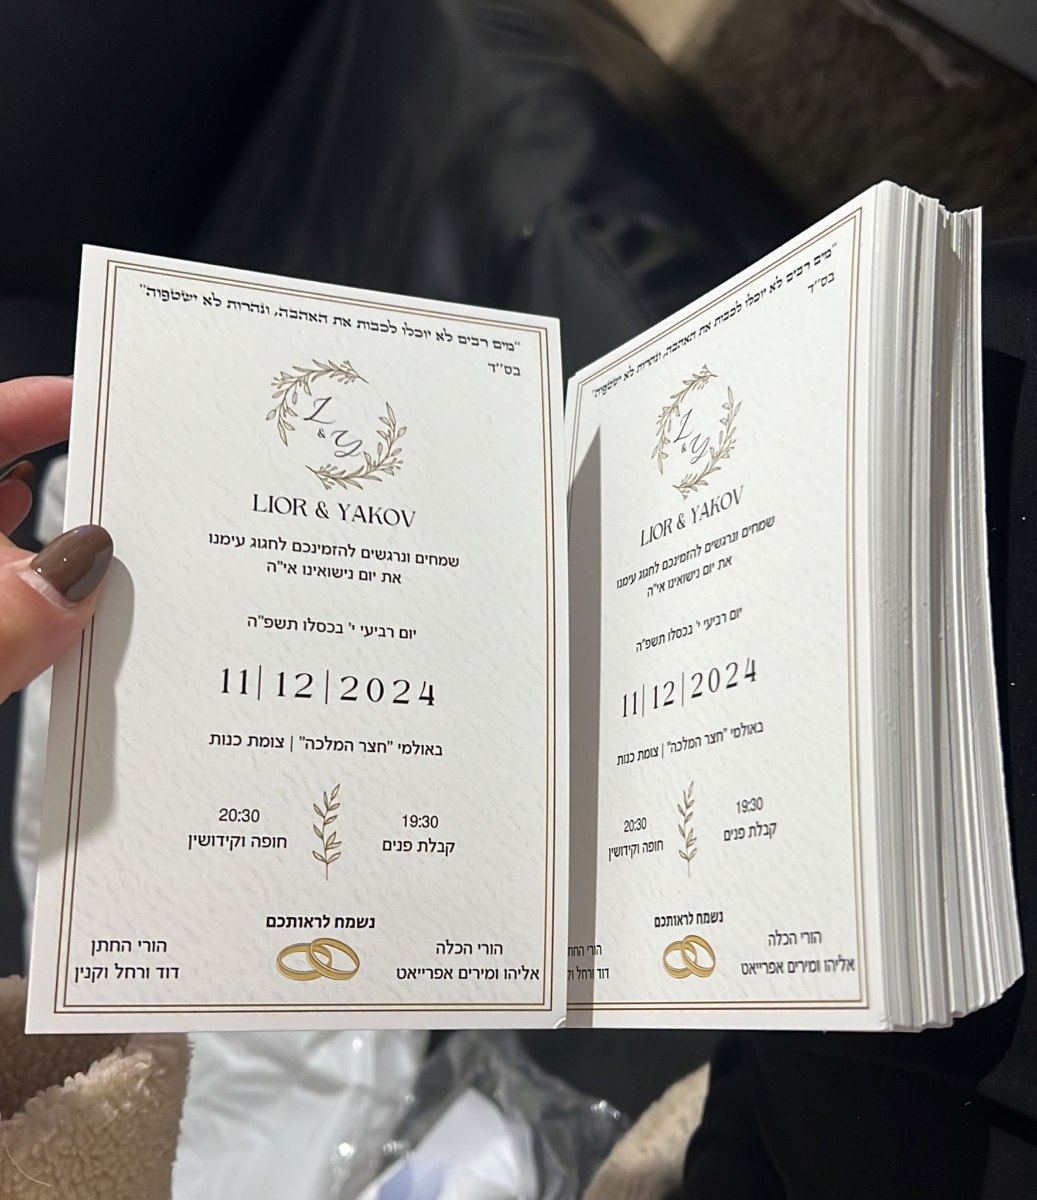 "מים רבים לא יוכלו לכבות את האהבה, ונהרות לא ישטפוה"
בס''ד
L
&
Y
LIOR & YAKOV
שמחים ונרגשים להזמינכם לחגוג עימנו
את יום נישואינו אי"ה
יום רביעי י' בכסלו תשפ"ה
11|12|2024
באולמי "חצר המלכה" | צומת כנות
19:30
קבלת פנים
20:30
חופה וקידושין
נשמח לראותכם
הורי הכלה
אליהו ומירים אפרייאט
הורי החתן
דוד ורחל וקנין
"מים רבים לא יוכלו לכבות את האהבה, ונהרות לא ישטפוה"
בס''ד
L
&
Y
LIOR & YAKOV
שמחים ונרגשים להזמינכם לחגוג עימנו
את יום נישואינו אי"ה
יום רביעי י' בכסלו תשפ"ה
11|12|2024
באולמי "חצר המלכה" | צומת כנות
19:30
קבלת פנים
20:30
חופה וקידושין
נשמח לראותכם
הורי הכלה
אליהו ומירים אפרייאט
הורי החתן
דוד ורחל